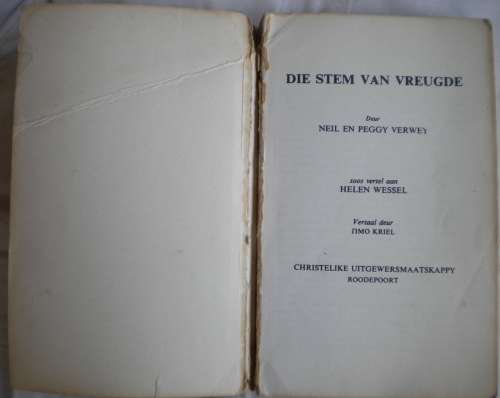 DIE STEM VAN VREUGDE
Deur
NEIL EN PEGGY VERWEY
soos vertel aan
HELEN WESSEL
Vertaal deur
TIMO KRIEL
CHRISTELIKE UITGEWERSMAATSKAPPY
ROODEPOORT